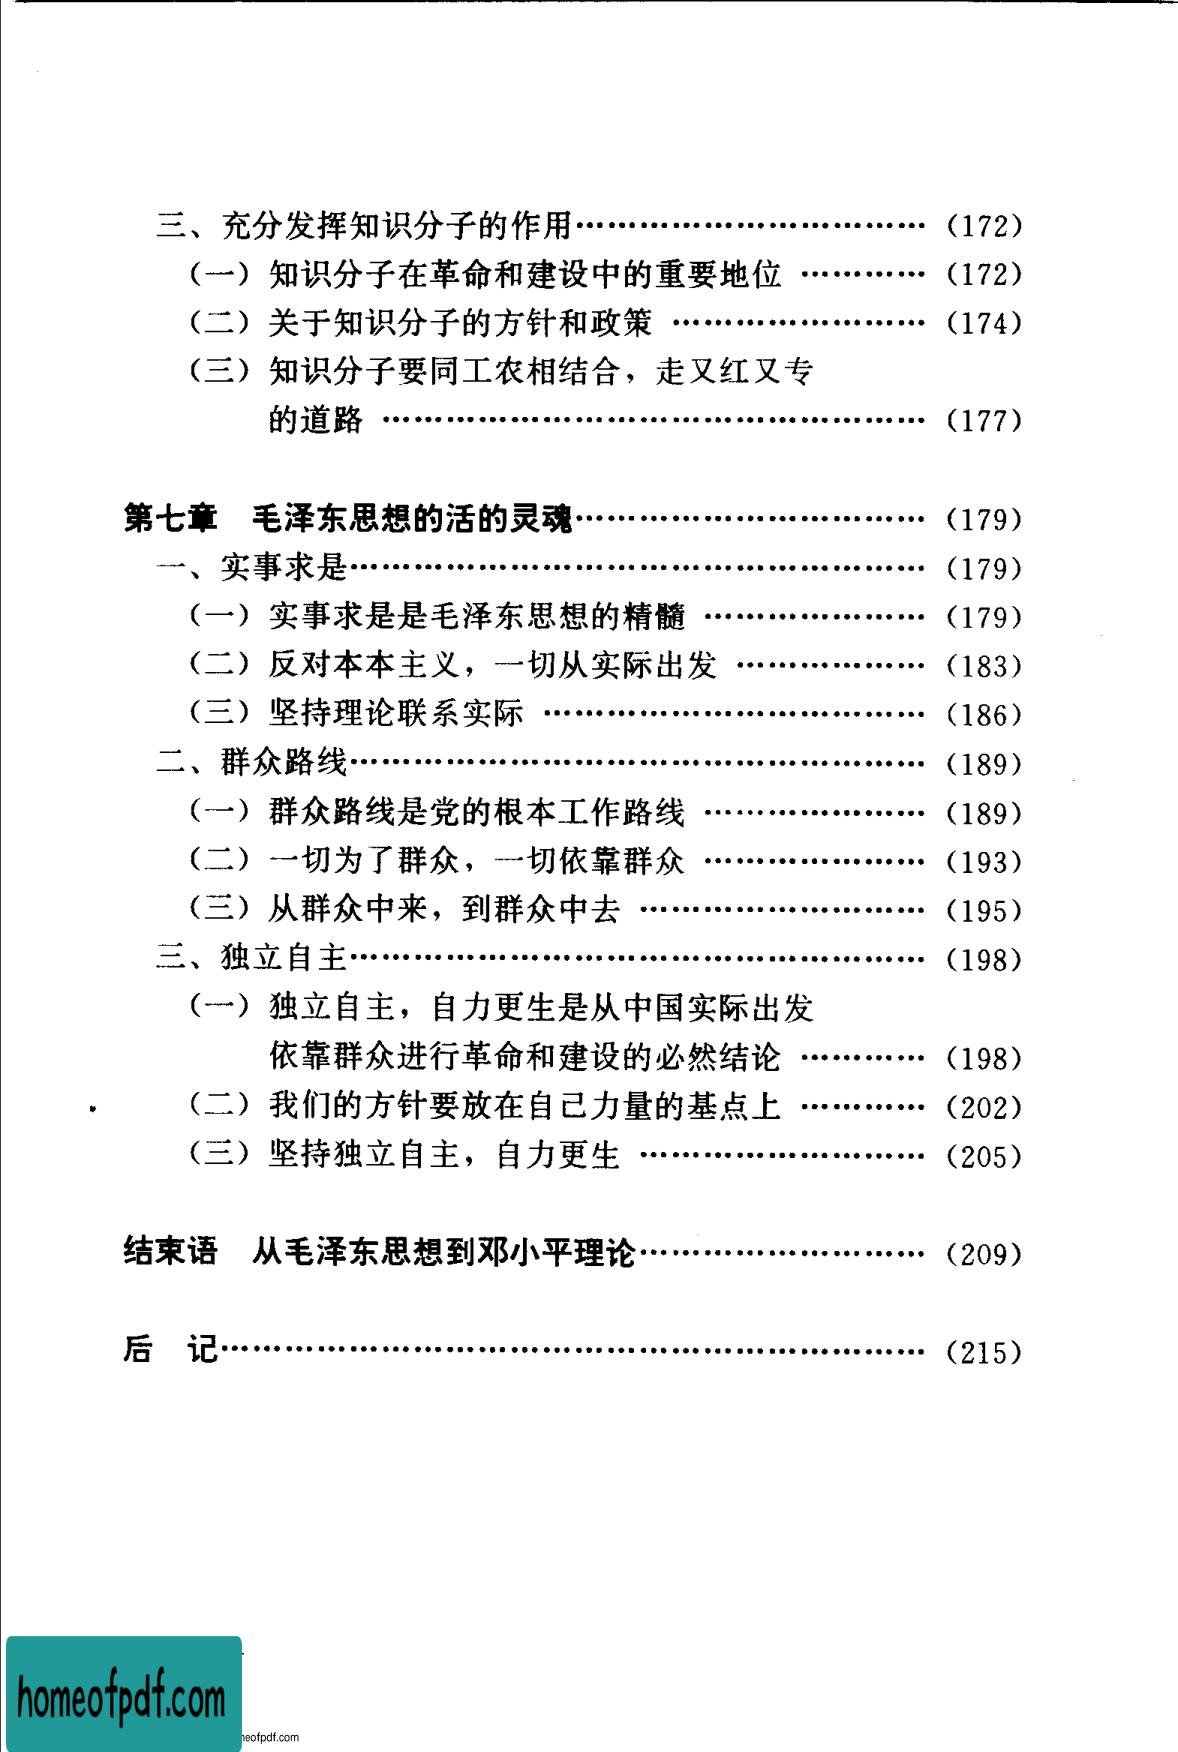 三、充分发挥知识分子的作用…………………………… (172)
(一) 知识分子在革命和建设中的重要地位 ………… (172)
(二) 关于知识分子的方针和政策 …………………… (174)
(三) 知识分子要同工农相结合，走又红又专
的道路 …………………………………………… (177)
第七章 毛泽东思想的活的灵魂…………………………… (179)
一、实事求是……………………………………………… (179)
(一) 实事求是是毛泽东思想的精髓 ………………… (179)
(二) 反对本本主义，一切从实际出发 ……………… (183)
(三) 坚持理论联系实际 ……………………………… (186)
二、群众路线……………………………………………… (189)
(一) 群众路线是党的根本工作路线 ………………… (189)
(二) 一切为了群众，一切依靠群众 ………………… (193)
(三) 从群众中来，到群众中去 ……………………… (195)
三、独立自主……………………………………………… (198)
(一) 独立自主，自力更生是从中国实际出发
依靠群众进行革命和建设的必然结论 ………… (198)
(二) 我们的方针要放在自己力量的基点上 ………… (202)
(三) 坚持独立自主，自力更生 ……………………… (205)
结束语 从毛泽东思想到邓小平理论……………………… (209)
后 记………………………………………………………… (215)
homeofpdf.com
neofpdf.com